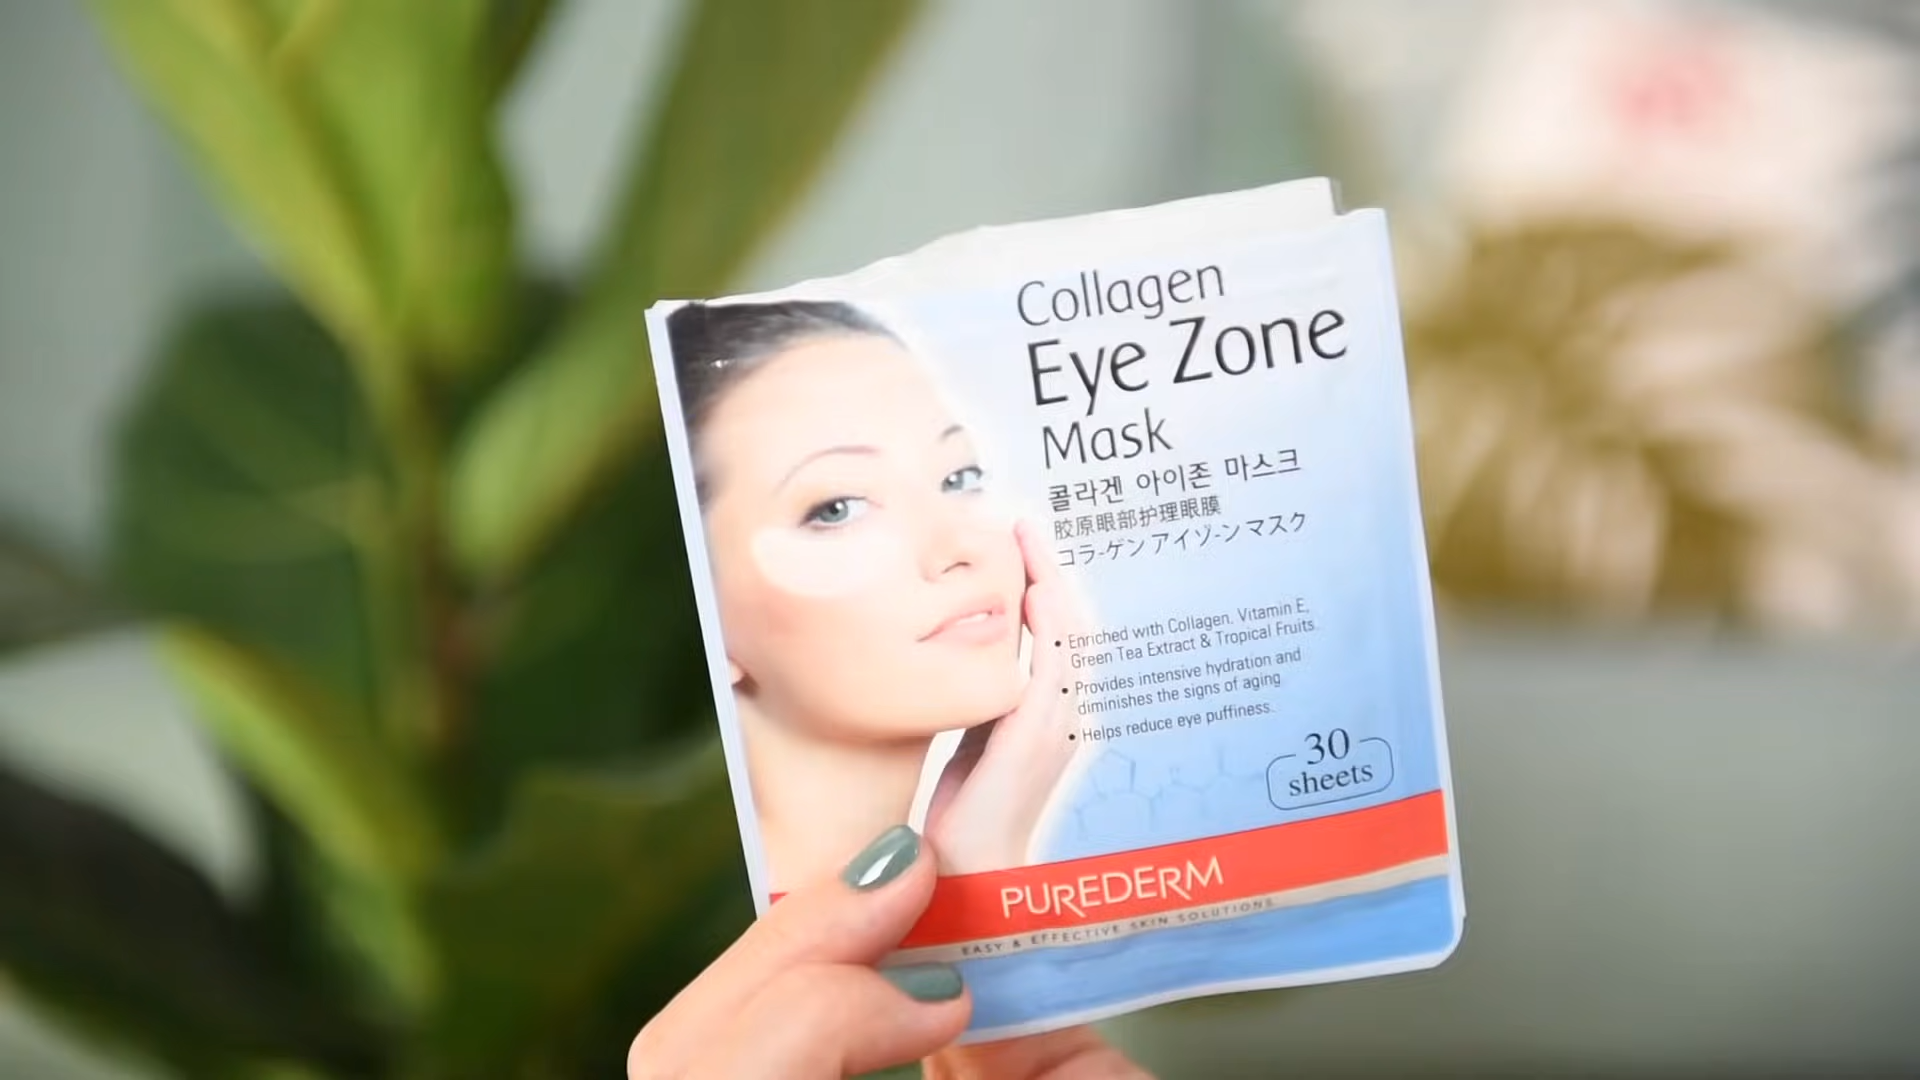 Collagen
Eye Zone
Mask
콜라겐 아이존 마스크
胶原眼部护理眼膜
コラ-ゲンアイゾ-ンマスク
• Enriched with Collagen, Vitamin E,
Green Tea Extract & Tropical Fruits.
• Provides intensive hydration and
diminishes the signs of aging
• Helps reduce eye puffiness.
30
sheets
PUREDERM
EASY & EFFECTIVE SKIN SOLUTIONS